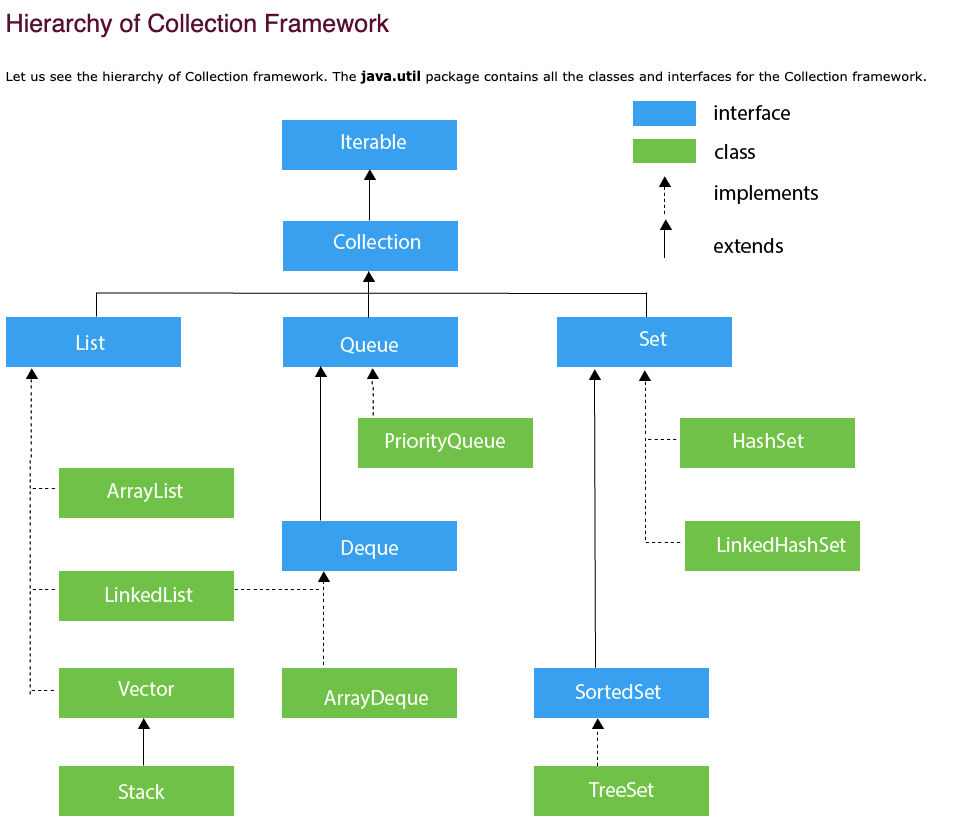 Hierarchy of Collection Framework
Let us see the hierarchy of Collection framework. The java.util package contains all the classes and interfaces for the Collection framework.
interface
class
implements
extends
Iterable
Collection
List
Queue
Set
PriorityQueue
HashSet
ArrayList
Deque
LinkedHashSet
LinkedList
Vector
ArrayDeque
SortedSet
Stack
TreeSet